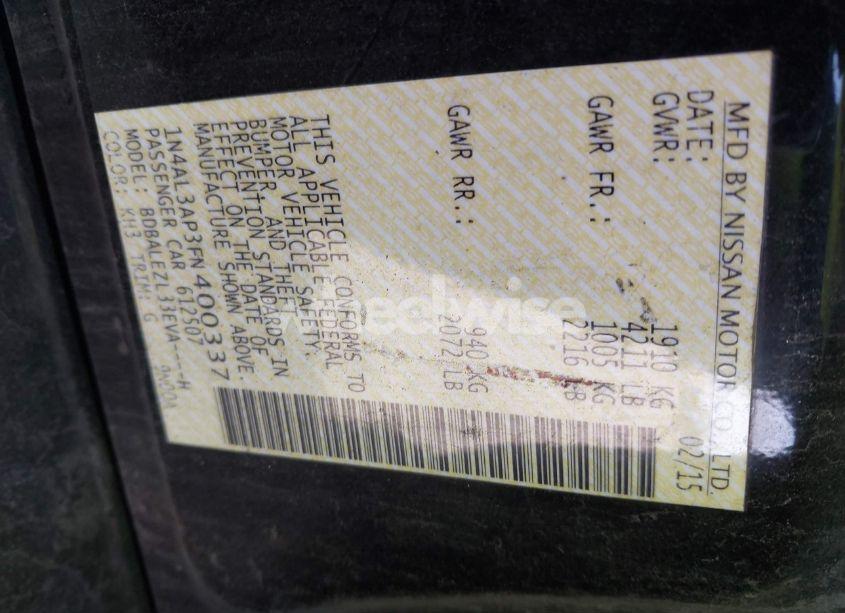 MFD BY NISSAN MOTOR CO., LTD.
DATE: 02/15
GVWR: 1910 KG
4211 LB
GAWR FR.: 1005 KG
2216 LB
GAWR RR.: 940 KG
2072 LB
THIS VEHICLE CONFORMS TO
ALL APPLICABLE FEDERAL
MOTOR VEHICLE SAFETY,
BUMPER, AND THEFT
PREVENTION STANDARDS IN
EFFECT ON THE DATE OF
MANUFACTURE SHOWN ABOVE.
1N4AL3AP3FN400337
PASSENGER CAR 612507
MODEL: BDBALEZL33EVA----H
COLOR: KH3 TRIM: G
wheelwise